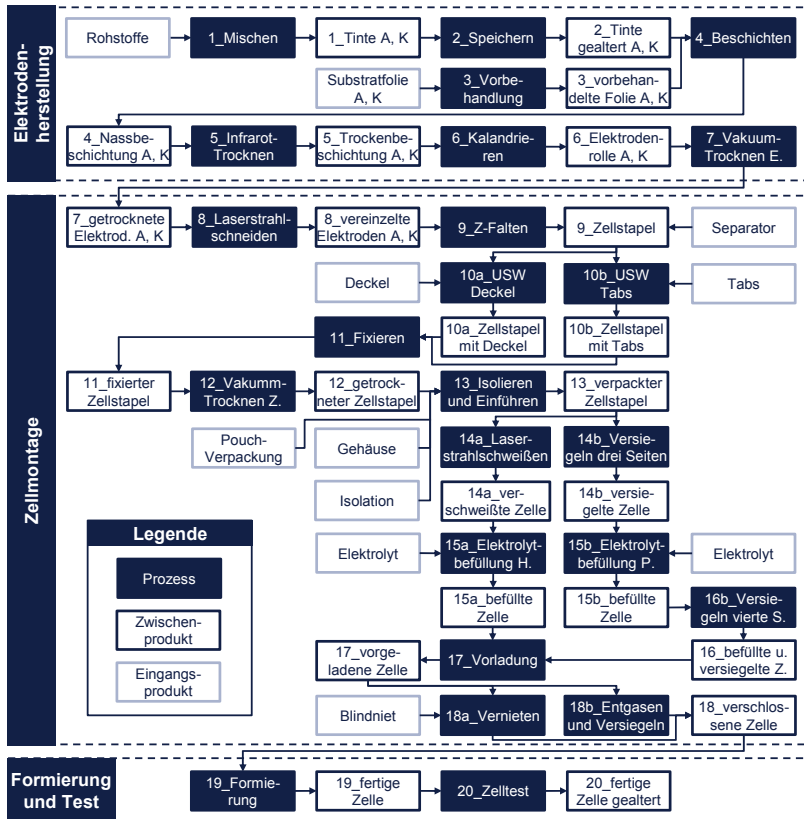 Elektroden-
herstellung
Rohstoffe
1_Mischen
1_Tinte A, K
2_Speichern
2_Tinte
gealtert A, K
4_Beschichten
Substratfolie
A, K
3_Vorbe-
handlung
3_vorbehan-
delte Folie A, K
4_Nassbe-
schichtung A, K
5_Infrarot-
Trocknen
5_Trockenbe-
schichtung A, K
6_Kalandrie-
ren
6_Elektroden-
rolle A, K
7_Vakuum-
Trocknen E.
Zellmontage
7_getrocknete
Elektrod. A, K
8_Laserstrahl-
schneiden
8_vereinzelte
Elektroden A, K
9_Z-Falten
9_Zellstapel
Separator
Deckel
10a_USW
Deckel
10b_USW
Tabs
Tabs
11_Fixieren
10a_Zellstapel
mit Deckel
10b_Zellstapel
mit Tabs
11_fixierter
Zellstapel
12_Vakumm-
Trocknen Z.
12_getrock-
neter Zellstapel
13_Isolieren
und Einführen
13_verpackter
Zellstapel
Pouch-
Verpackung
Gehäuse
14a_Laser-
strahlschweißen
14b_Versie-
geln drei Seiten
Isolation
14a_ver-
schweißte Zelle
14b_versie-
gelte Zelle
Legende
Prozess
Zwischen-
produkt
Eingangs-
produkt
Elektrolyt
15a_Elektrolyt-
befüllung H.
15b_Elektrolyt-
befüllung P.
Elektrolyt
15a_befüllte
Zelle
15b_befüllte
Zelle
16b_Versie-
geln vierte S.
17_vorge-
ladene Zelle
17_Vorladung
16_befüllte u.
versiegelte Z.
Blindniet
18a_Vernieten
18b_Entgasen
und Versiegeln
18_verschlos-
sene Zelle
Formierung
und Test
19_Formie-
rung
19_fertige
Zelle
20_Zelltest
20_fertige
Zelle gealtert